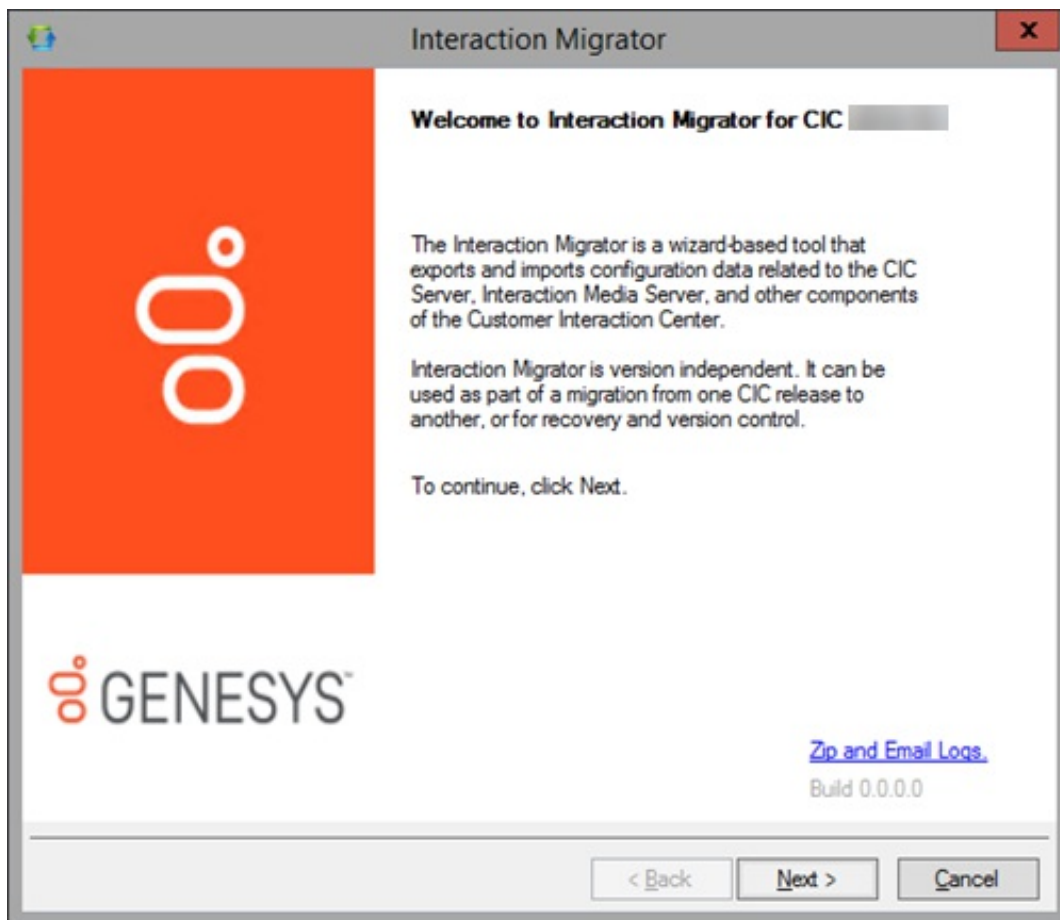 Interaction Migrator
x
Welcome to Interaction Migrator for CIC
The Interaction Migrator is a wizard-based tool that
exports and imports configuration data related to the CIC
Server, Interaction Media Server, and other components
of the Customer Interaction Center.
Interaction Migrator is version independent. It can be
used as part of a migration from one CIC release to
another, or for recovery and version control.
To continue, click Next.
GENESYS™
Zip and Email Logs.
Build 0.0.0.0
< Back
Next >
Cancel